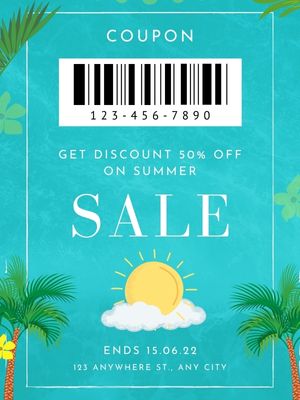 COUPON
123-456-7890
GET DISCOUNT 50% OFF
ON SUMMER
SALE
ENDS 15.06.22
123 ANYWHERE ST., ANY CITY